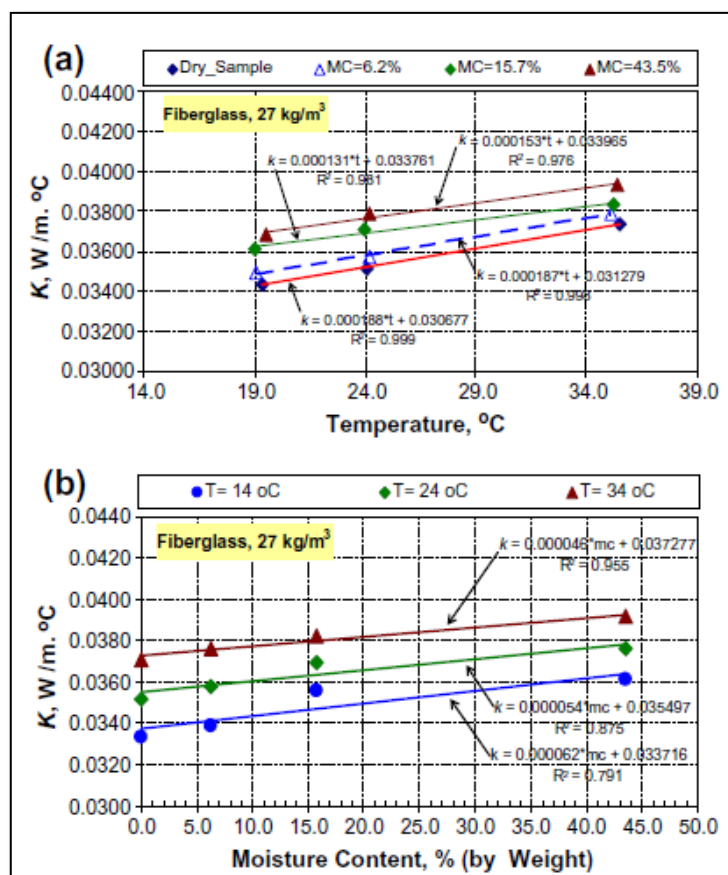 (a)
Dry_Sample MC=6.2% MC=15.7% MC=43.5%
0.04400
0.04200
0.04000
0.03800
0.03600
0.03400
0.03200
0.03000
K, W /m. ºC
Fiberglass, 27 kg/m³
k = 0.000153*t + 0.033965
R² = 0.976
k = 0.000131*t + 0.033761
R² = 0.981
k = 0.000187*t + 0.031279
R² = 0.998
k = 0.000188*t + 0.030677
R² = 0.999
14.0 19.0 24.0 29.0 34.0 39.0
Temperature, ºC
(b)
T= 14 oC T= 24 oC T= 34 oC
0.0440
0.0420
0.0400
0.0380
0.0360
0.0340
0.0320
0.0300
K, W /m. ºC
Fiberglass, 27 kg/m³
k = 0.000046*mc + 0.037277
R² = 0.955
k = 0.000054*mc + 0.035497
R² = 0.875
k = 0.000062*mc + 0.033716
R² = 0.791
0.0 5.0 10.0 15.0 20.0 25.0 30.0 35.0 40.0 45.0 50.0
Moisture Content, % (by Weight)